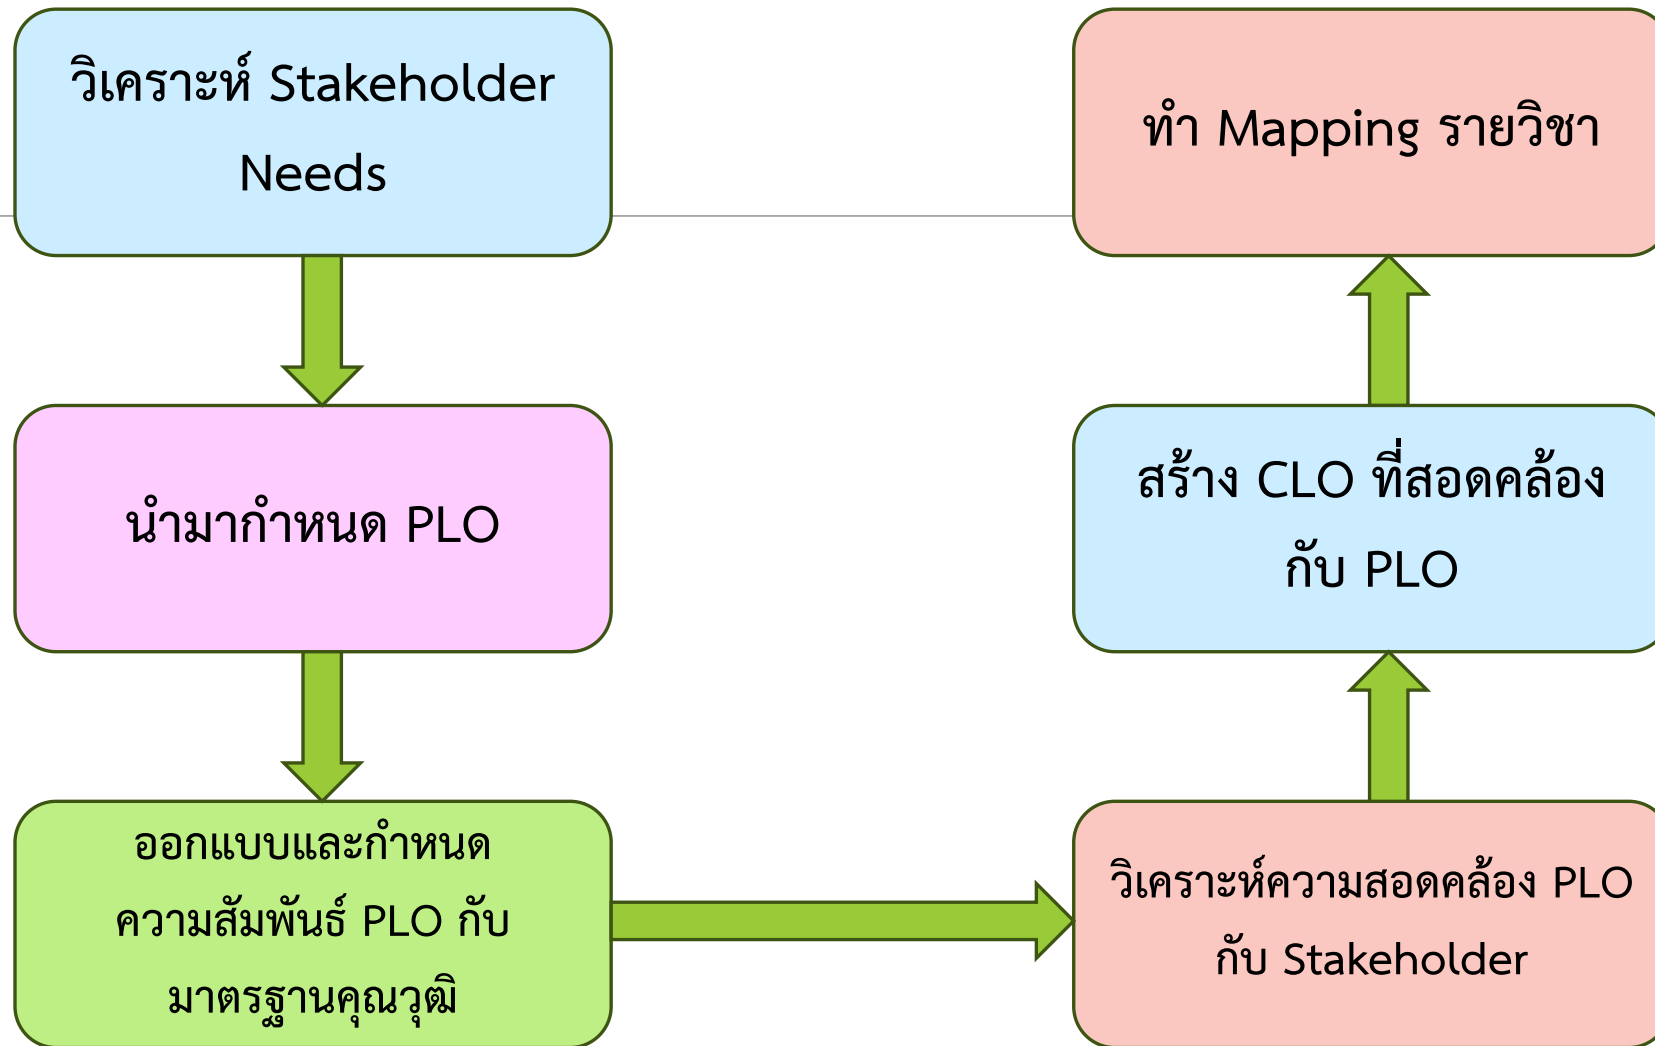 วิเคราะห์ Stakeholder
Needs
นำมากำหนด PLO
ออกแบบและกำหนด
ความสัมพันธ์ PLO กับ
มาตรฐานคุณวุฒิ
วิเคราะห์ความสอดคล้อง PLO
กับ Stakeholder
สร้าง CLO ที่สอดคล้อง
กับ PLO
ทำ Mapping รายวิชา